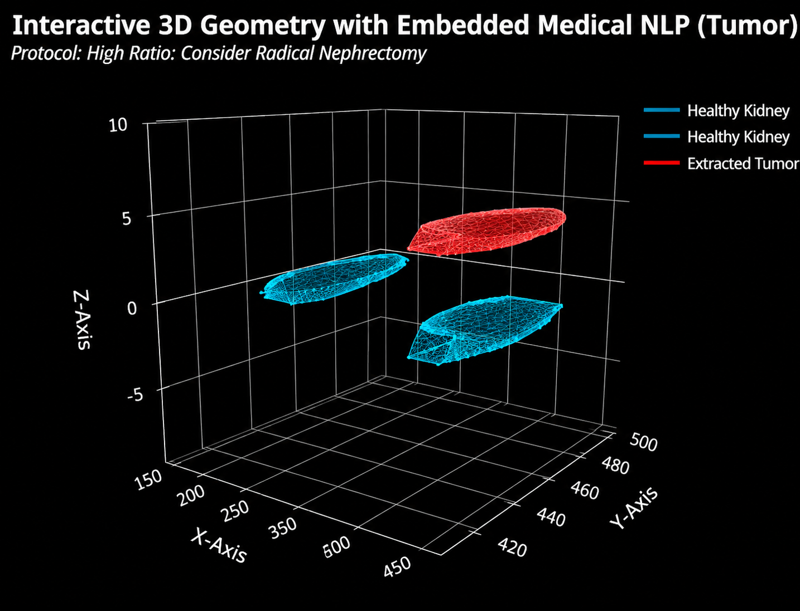 Interactive 3D Geometry with Embedded Medical NLP (Tumor)
Protocol: High Ratio: Consider Radical Nephrectomy
Healthy Kidney
Healthy Kidney
Extracted Tumor
10
5
0
-5
Z-Axis
150
200
250
350
500
450
X-Axis
420
440
460
480
500
Y-Axis